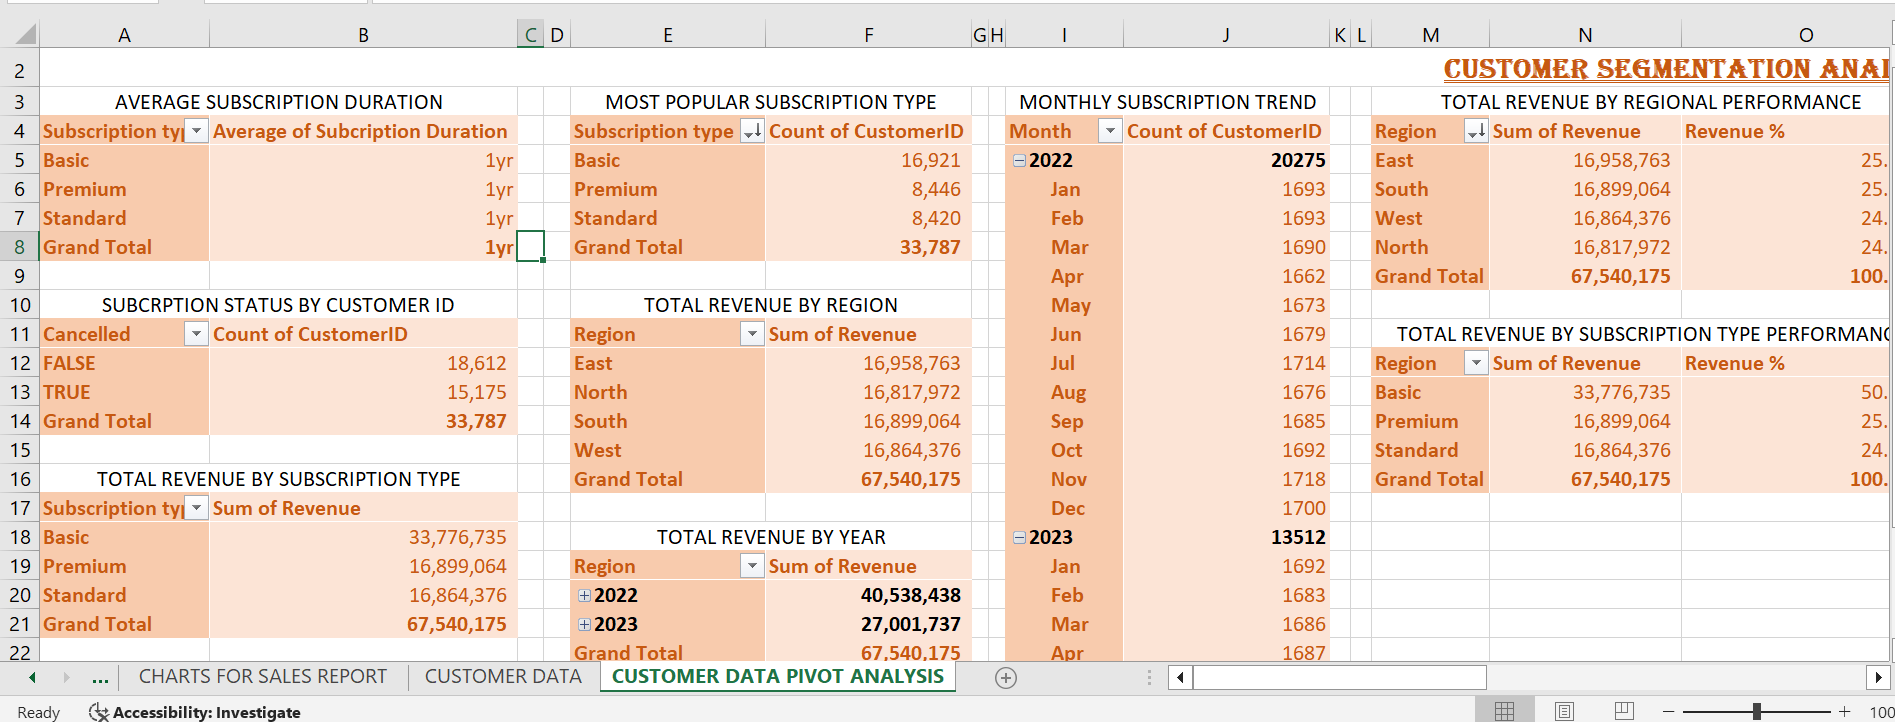 A B C D E F G H I J K L M N O
2 CUSTOMER SEGMENTATION ANAL
3 AVERAGE SUBSCRIPTION DURATION MOST POPULAR SUBSCRIPTION TYPE MONTHLY SUBSCRIPTION TREND TOTAL REVENUE BY REGIONAL PERFORMANCE
4 Subscription ty Average of Subcription Duration Subscription type Count of CustomerID Month Count of CustomerID Region Sum of Revenue Revenue %
5 Basic 1yr Basic 16,921 2022 20275 East 16,958,763 25.
6 Premium 1yr Premium 8,446 Jan 1693 South 16,899,064 25.
7 Standard 1yr Standard 8,420 Feb 1693 West 16,864,376 24.
8 Grand Total 1yr Grand Total 33,787 Mar 1690 North 16,817,972 24.
9 Apr 1662 Grand Total 67,540,175 100.
10 SUBCRPTION STATUS BY CUSTOMER ID TOTAL REVENUE BY REGION May 1673
11 Cancelled Count of CustomerID Region Sum of Revenue Jun 1679 TOTAL REVENUE BY SUBSCRIPTION TYPE PERFORMANC
12 FALSE 18,612 East 16,958,763 Jul 1714 Region Sum of Revenue Revenue %
13 TRUE 15,175 North 16,817,972 Aug 1676 Basic 33,776,735 50.
14 Grand Total 33,787 South 16,899,064 Sep 1685 Premium 16,899,064 25.
15 West 16,864,376 Oct 1692 Standard 16,864,376 24.
16 TOTAL REVENUE BY SUBSCRIPTION TYPE Grand Total 67,540,175 Nov 1718 Grand Total 67,540,175 100.
17 Subscription ty Sum of Revenue Dec 1700
18 Basic 33,776,735 TOTAL REVENUE BY YEAR 2023 13512
19 Premium 16,899,064 Region Sum of Revenue Jan 1692
20 Standard 16,864,376 2022 40,538,438 Feb 1683
21 Grand Total 67,540,175 2023 27,001,737 Mar 1686
22 Grand Total 67,540,175 Apr 1687
... CHARTS FOR SALES REPORT CUSTOMER DATA CUSTOMER DATA PIVOT ANALYSIS
Ready Accessibility: Investigate 100